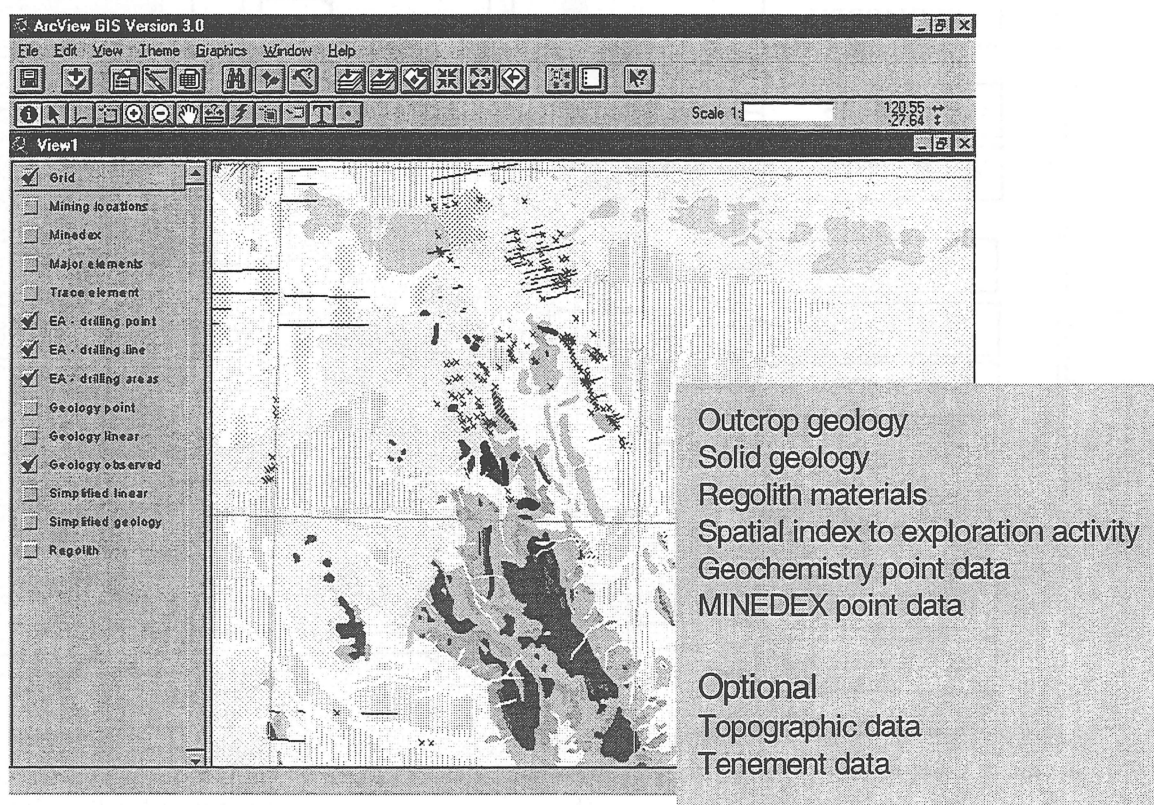 ArcView GIS Version 3.0
File Edit View Theme Graphics Window Help
Scale 1:
120.55
-27.64
View1
Grid
Mining locations
Minedex
Major elements
Trace element
EA - drilling point
EA - drilling line
EA - drilling areas
Geology point
Geology linear
Geology observed
Simplified linear
Simplified geology
Regolith
Outcrop geology
Solid geology
Regolith materials
Spatial index to exploration activity
Geochemistry point data
MINEDEX point data
Optional
Topographic data
Tenement data